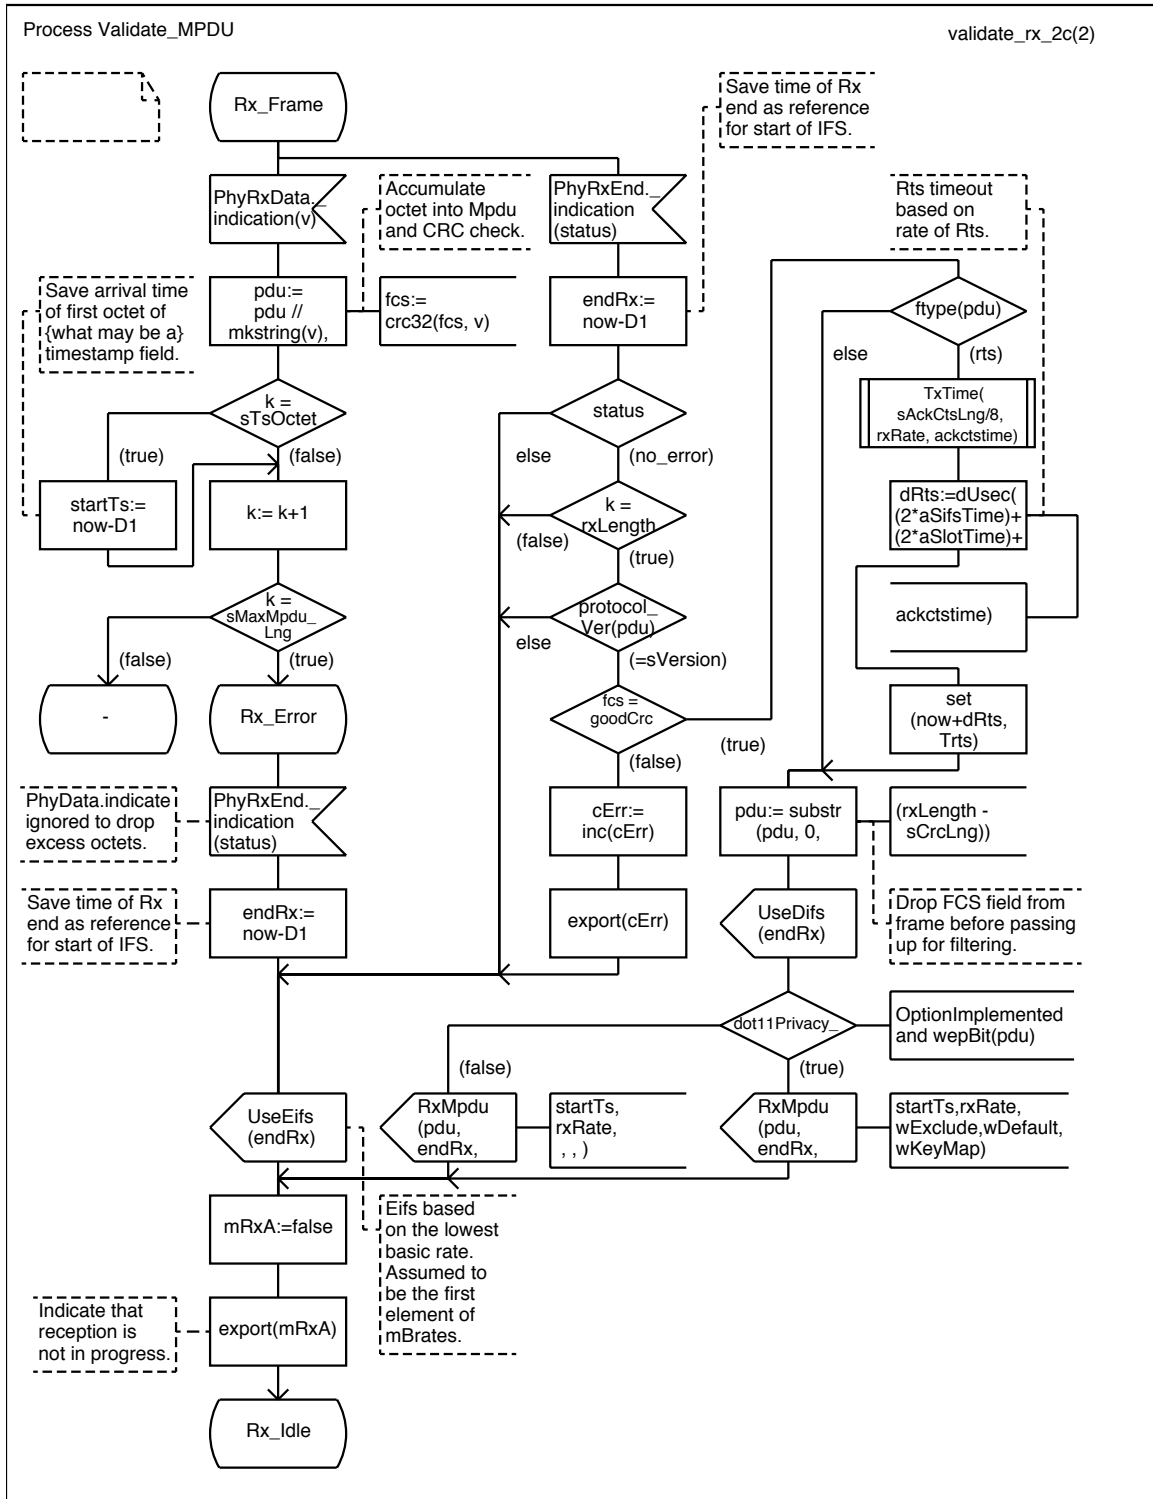 Process Validate_MPDU
validate_rx_2c(2)
Rx_Frame
Save time of Rx
end as reference
for start of IFS.
PhyRxData._
indication(v)
Accumulate
octet into Mpdu
and CRC check.
PhyRxEnd._
indication
(status)
Rts timeout
based on
rate of Rts.
Save arrival time
of first octet of
{what may be a}
timestamp field.
pdu:=
pdu //
mkstring(v),
fcs:=
crc32(fcs, v)
endRx:=
now-D1
ftype(pdu)
else
(rts)
k =
sTsOctet
(true)
(false)
status
else
(no_error)
TxTime(
sAckCtsLng/8,
rxRate, ackctstime)
startTs:=
now-D1
k:= k+1
k =
rxLength
(false)
(true)
dRts:=dUsec(
(2*aSifsTime)+
(2*aSlotTime)+
ackctstime)
k =
sMaxMpdu_
Lng
(false)
(true)
protocol_
Ver(pdu)
else
(=sVersion)
-
Rx_Error
fcs =
goodCrc
(true)
(false)
set
(now+dRts,
Trts)
PhyData.indicate
ignored to drop
excess octets.
PhyRxEnd._
indication
(status)
cErr:=
inc(cErr)
pdu:= substr
(pdu, 0,
(rxLength -
sCrcLng))
Save time of Rx
end as reference
for start of IFS.
endRx:=
now-D1
export(cErr)
UseDifs
(endRx)
Drop FCS field from
frame before passing
up for filtering.
dot11Privacy_
OptionImplemented
and wepBit(pdu)
(false)
(true)
UseEifs
(endRx)
RxMpdu
(pdu,
endRx,
startTs,
rxRate,
, , )
RxMpdu
(pdu,
endRx,
startTs,rxRate,
wExclude,wDefault,
wKeyMap)
mRxA:=false
Eifs based
on the lowest
basic rate.
Assumed to
be the first
element of
mBrates.
Indicate that
reception is
not in progress.
export(mRxA)
Rx_Idle